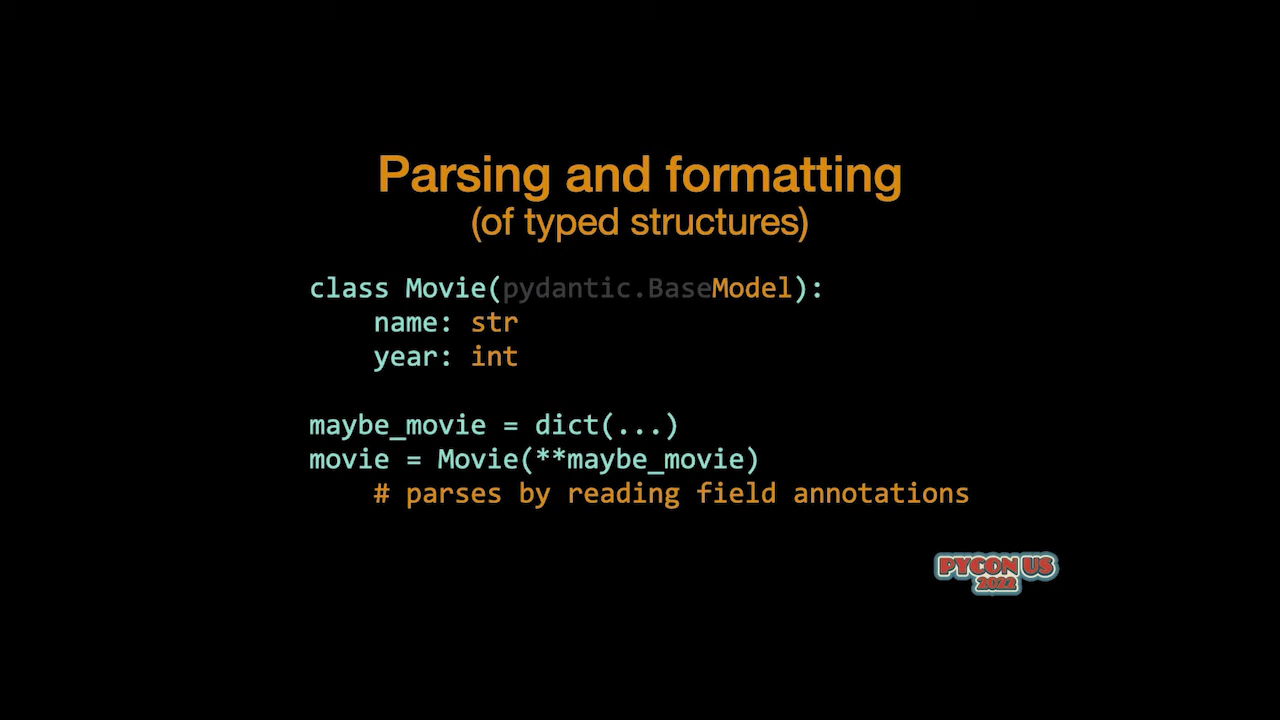 Parsing and formatting
(of typed structures)
class Movie(pydantic.BaseModel):
    name: str
    year: int
maybe_movie = dict(...)
movie = Movie(**maybe_movie)
    # parses by reading field annotations
PYCON US
2022